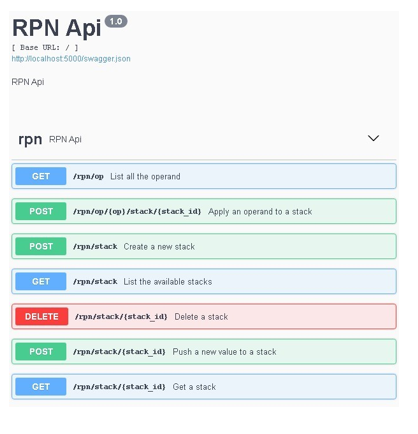 RPN Api 1.0
[ Base URL: / ]
http://localhost:5000/swagger.json
RPN Api
rpn RPN Api
GET /rpn/op List all the operand
POST /rpn/op/{op}/stack/{stack_id} Apply an operand to a stack
POST /rpn/stack Create a new stack
GET /rpn/stack List the available stacks
DELETE /rpn/stack/{stack_id} Delete a stack
POST /rpn/stack/{stack_id} Push a new value to a stack
GET /rpn/stack/{stack_id} Get a stack